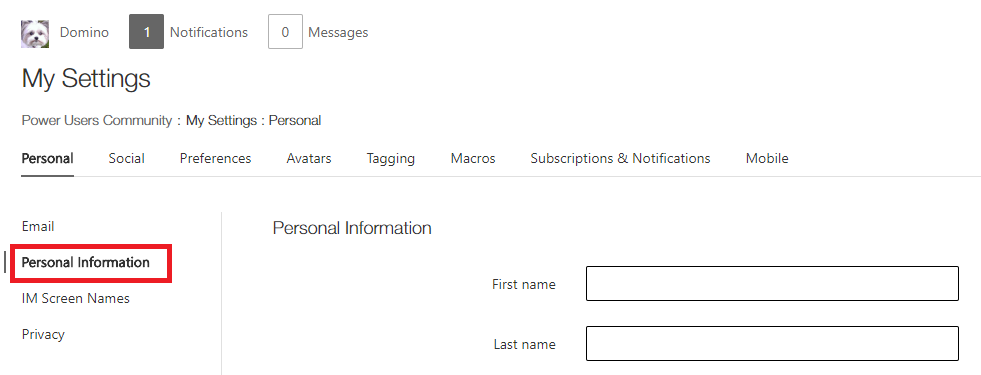 Domino 1 Notifications 0 Messages
My Settings
Power Users Community : My Settings : Personal
Personal Social Preferences Avatars Tagging Macros Subscriptions & Notifications Mobile
Email
Personal Information
IM Screen Names
Privacy
Personal Information
First name
Last name